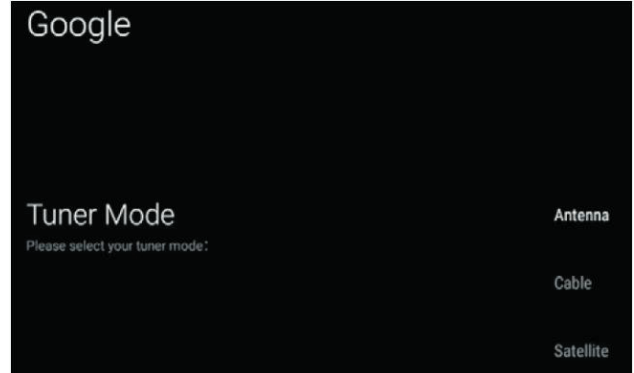 Google
Tuner Mode
Antenna
Please select your tuner mode:
Cable
Satellite